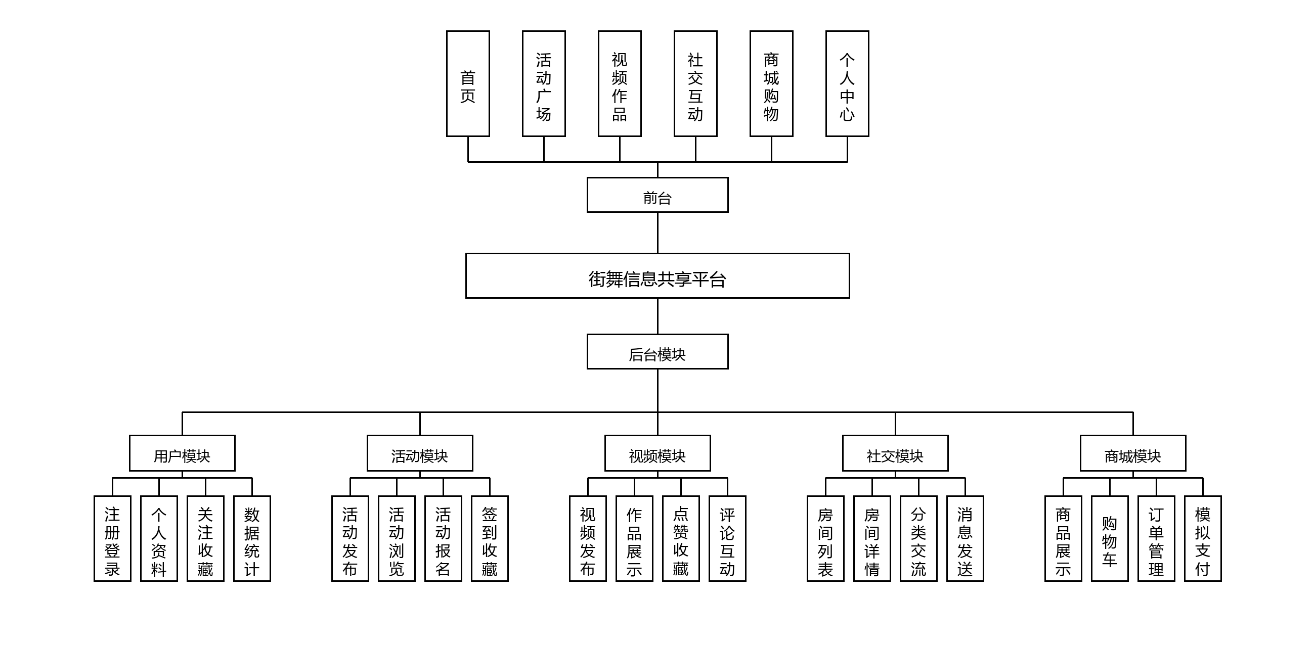 首页
活动广场
视频作品
社交互动
商城购物
个人中心
前台
街舞信息共享平台
后台模块
用户模块
活动模块
视频模块
社交模块
商城模块
注册登录
个人资料
关注收藏
数据统计
活动发布
活动浏览
活动报名
签到收藏
视频发布
作品展示
点赞收藏
评论互动
房间列表
房间详情
分类交流
消息发送
商品展示
购物车
订单管理
模拟支付